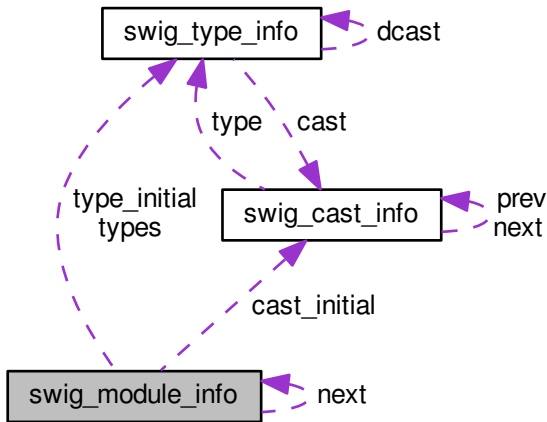 swig_type_info
dcast
type
cast
type_initial
types
swig_cast_info
prev
next
cast_initial
swig_module_info
next